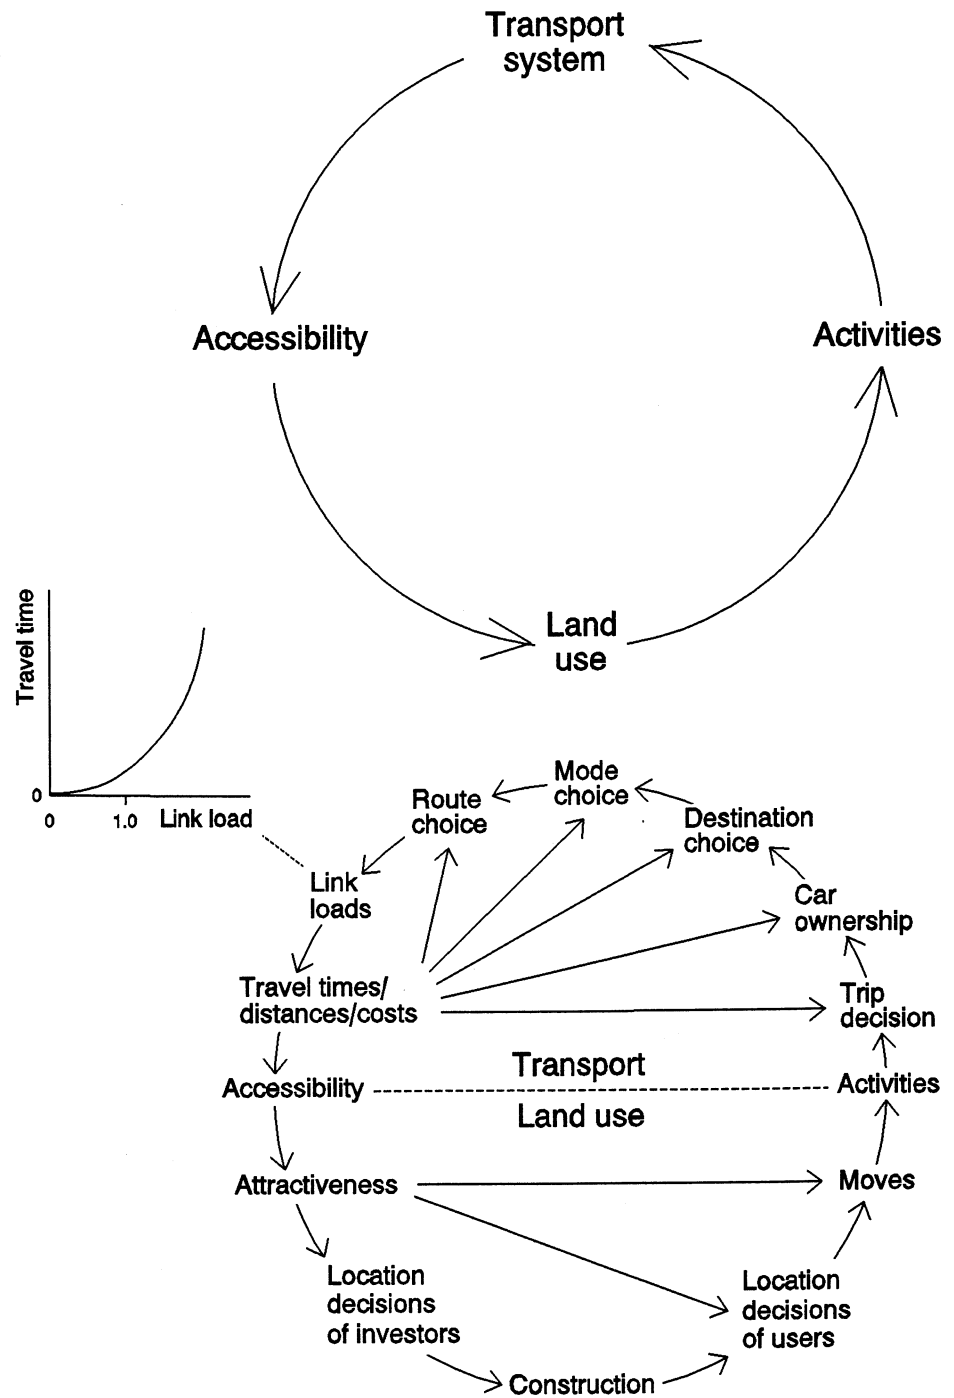 Transport
system
Accessibility
Activities
Land
use
Travel time
0
0
1.0
Link load
Mode
choice
Route
choice
Destination
choice
Link
loads
Car
ownership
Travel times/
distances/costs
Trip
decision
Transport
Accessibility
Activities
Land use
Attractiveness
Moves
Location
decisions
of investors
Location
decisions
of users
Construction